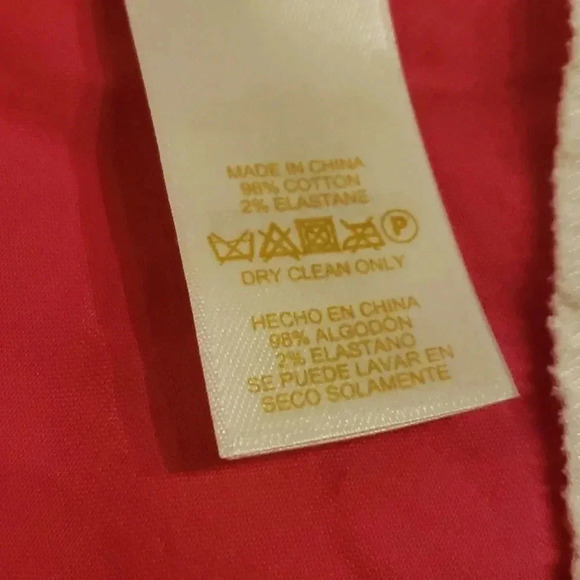 MADE IN CHINA
98% COTTON
2% ELASTANE
P
DRY CLEAN ONLY
HECHO EN CHINA
98% ALGODÓN
2% ELASTANO
SE PUEDE LAVAR EN
SECO SOLAMENTE